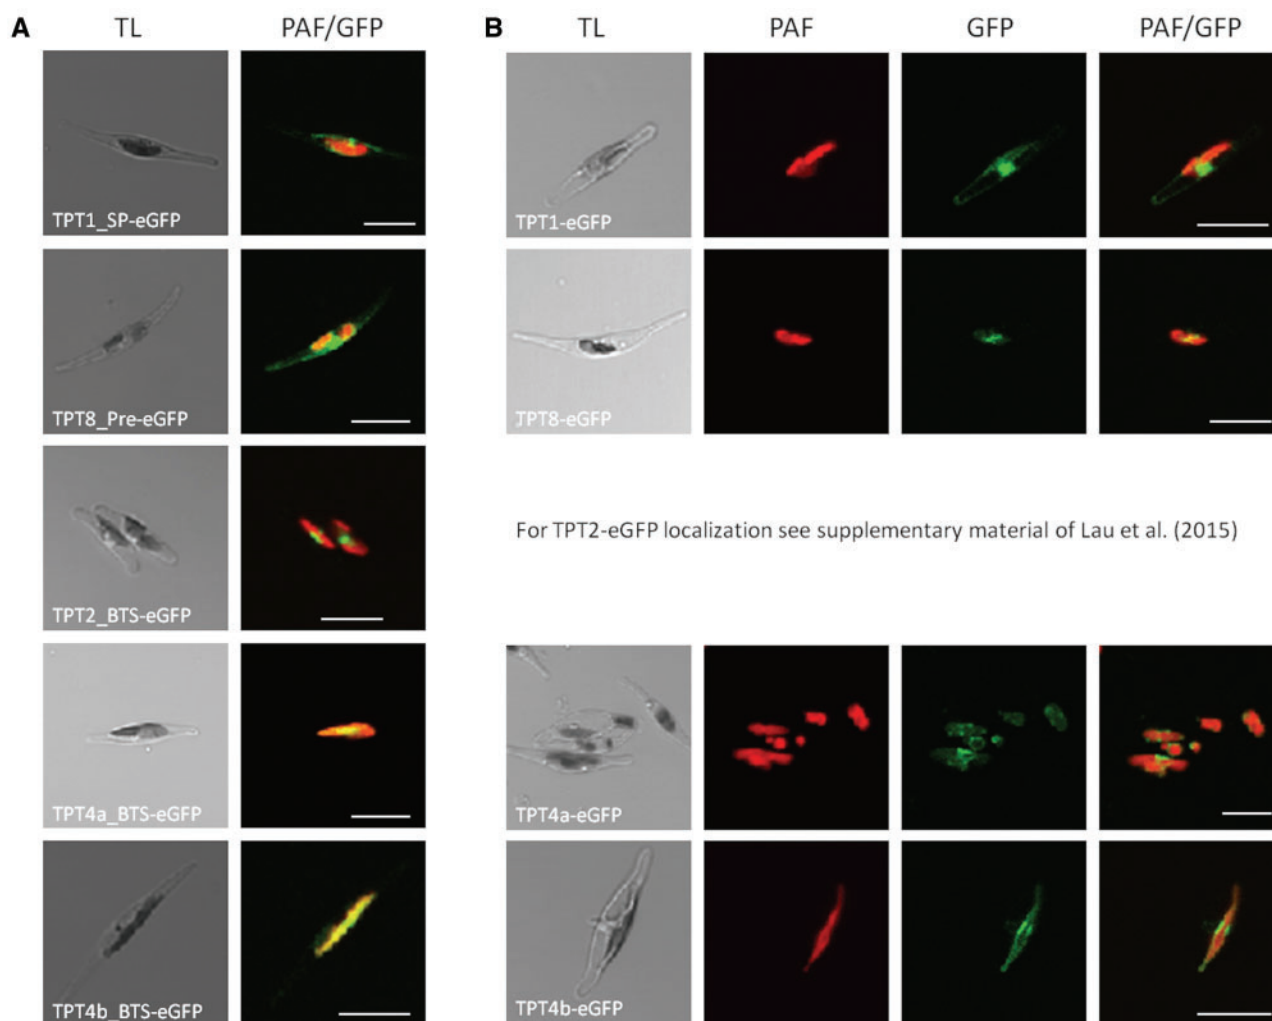 A TL PAF/GFP
TPT1_SP-eGFP
TPT8_Pre-eGFP
TPT2_BTS-eGFP
TPT4a_BTS-eGFP
TPT4b_BTS-eGFP
B TL PAF GFP PAF/GFP
TPT1-eGFP
TPT8-eGFP
For TPT2-eGFP localization see supplementary material of Lau et al. (2015)
TPT4a-eGFP
TPT4b-eGFP